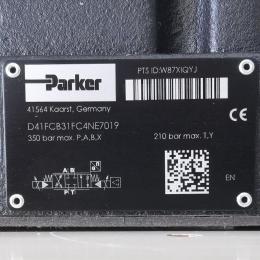 Parker
PTS ID:W87XIQYJ
41564 Kaarst, Germany
CE
D41FCB31FC4NE7019
350 bar max. P,A,B,X
210 bar max. T,Y
A B
P T
EN